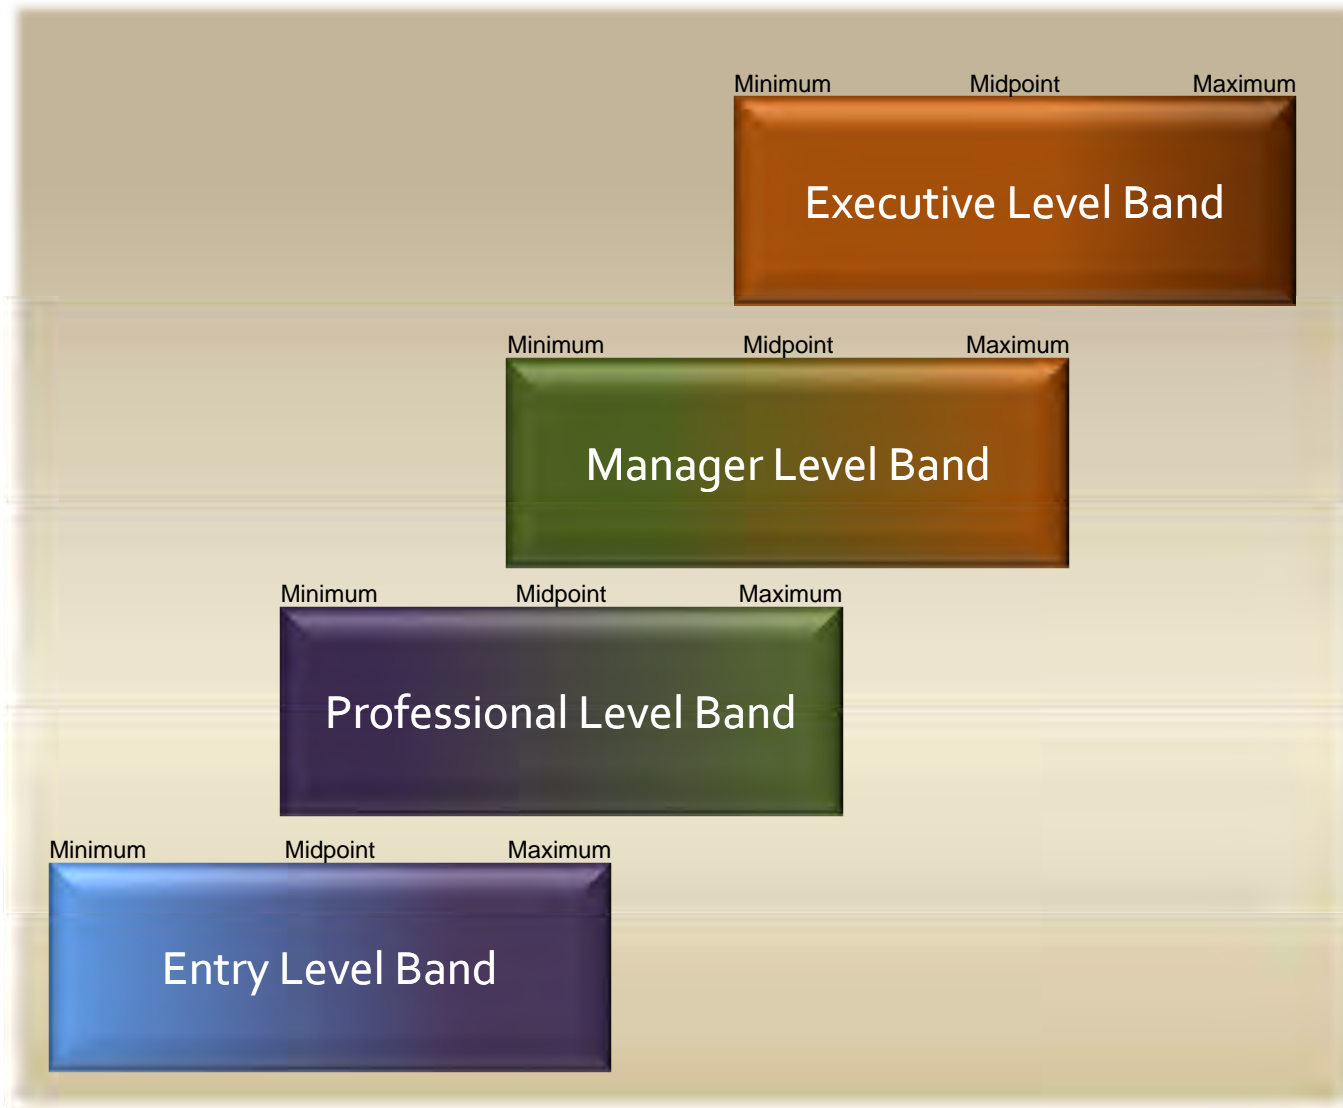 Minimum Midpoint Maximum
Executive Level Band
Minimum Midpoint Maximum
Manager Level Band
Minimum Midpoint Maximum
Professional Level Band
Minimum Midpoint Maximum
Entry Level Band